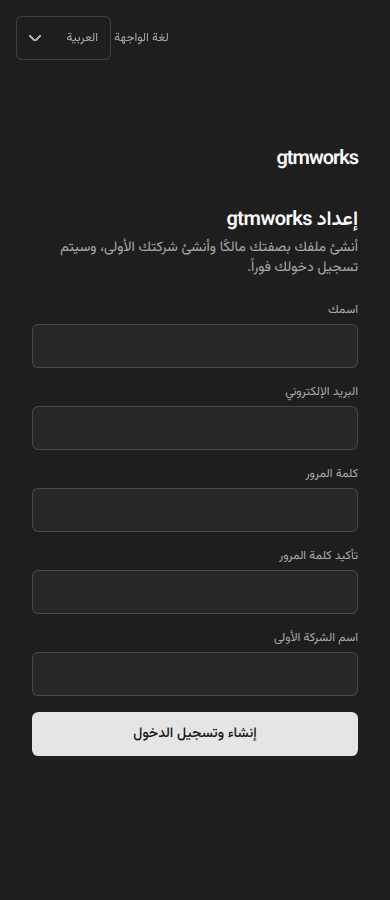 لغة الواجهة
العربية
gtmworks
إعداد gtmworks
أنشئ ملفك بصفتك مالكًا وأنشئ شركتك الأولى، وسيتم
تسجيل دخولك فوراً.
اسمك
البريد الإلكتروني
كلمة المرور
تأكيد كلمة المرور
اسم الشركة الأولى
إنشاء وتسجيل الدخول